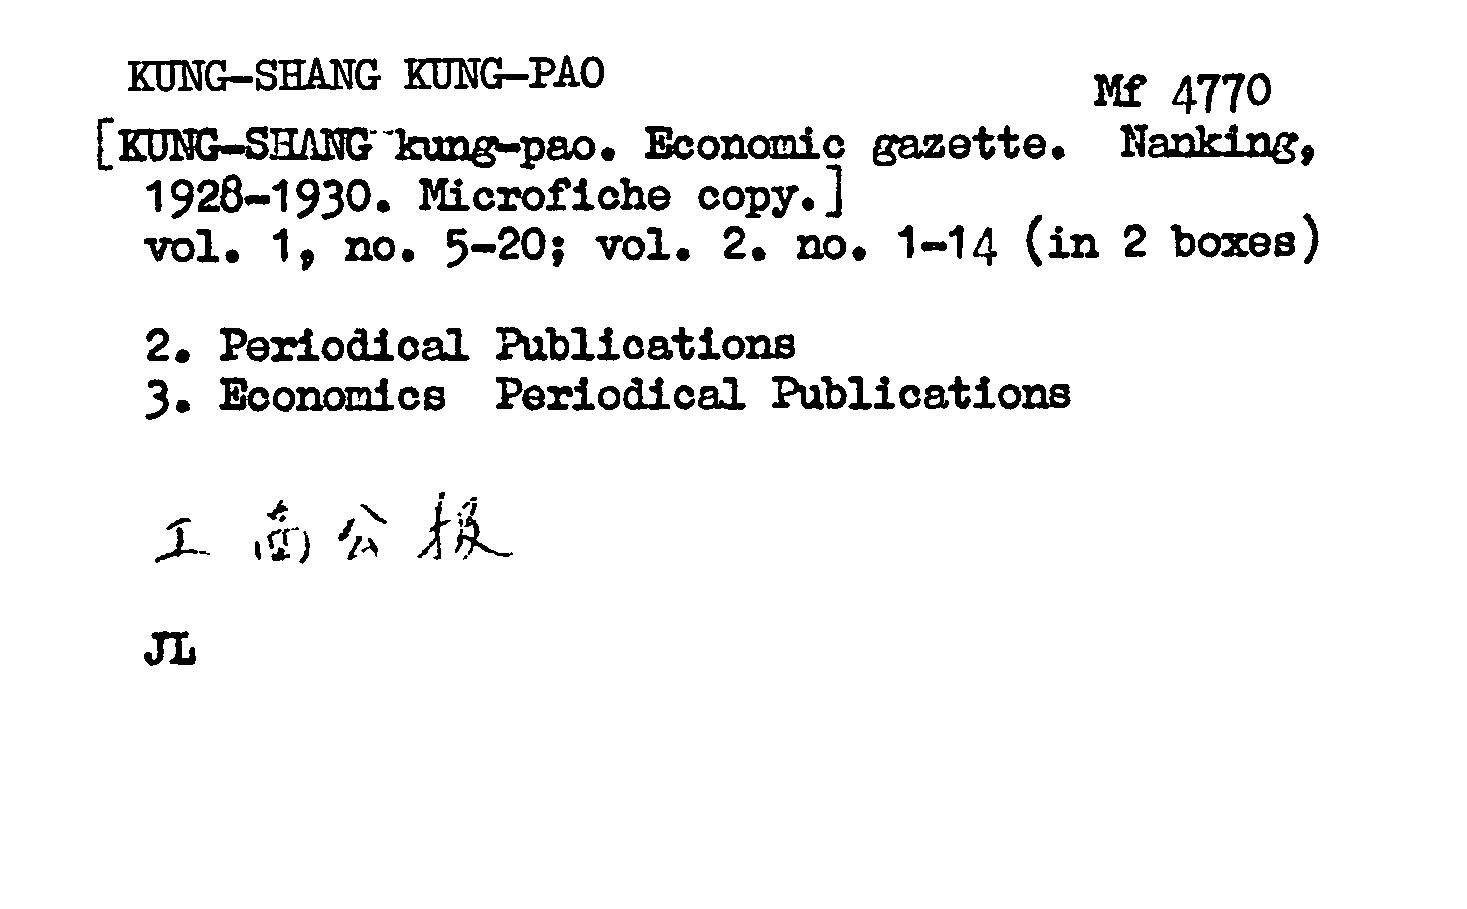 KUNG-SHANG KUNG-PAO
Mf 4770
[KUNG-SHANG kung-pao. Economic gazette. Nanking,
1928-1930. Microfiche copy.]
vol. 1, no. 5-20; vol. 2. no. 1-14 (in 2 boxes)
2. Periodical Publications
3. Economics Periodical Publications
工商公报
JL